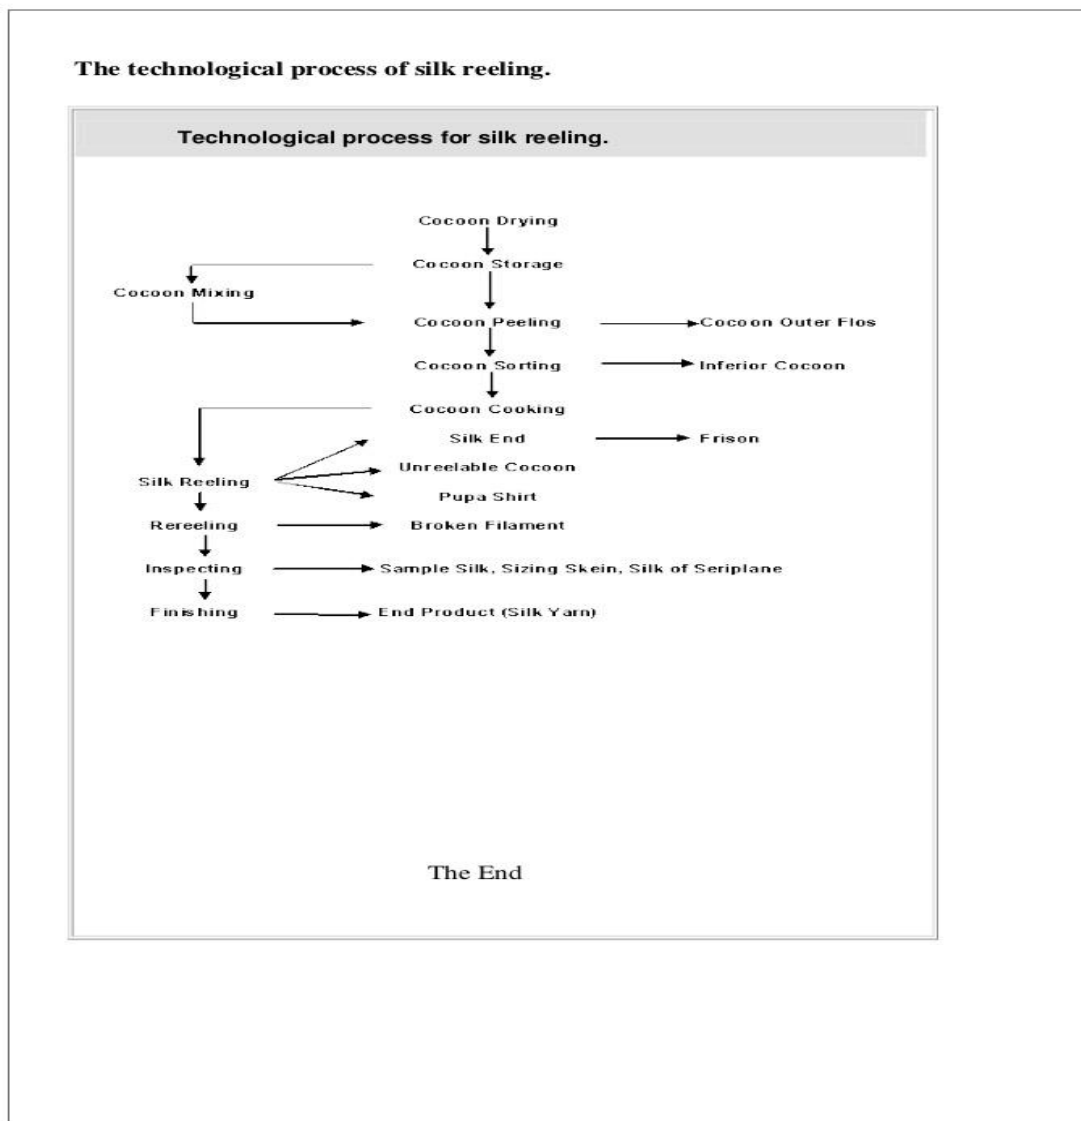 The technological process of silk reeling.
Technological process for silk reeling.
Cocoon Drying
Cocoon Storage
Cocoon Mixing
Cocoon Peeling
Cocoon Outer Flos
Cocoon Sorting
Inferior Cocoon
Cocoon Cooking
Silk End
Frison
Unreelable Cocoon
Silk Reeling
Pupa Shirt
Rereeling
Broken Filament
Inspecting
Sample Silk, Sizing Skein, Silk of Seriplane
Finishing
End Product (Silk Yarn)
The End